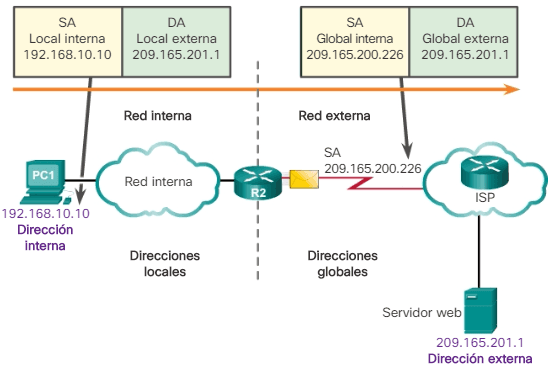 SA
Local interna
192.168.10.10
DA
Local externa
209.165.201.1
SA
Global interna
209.165.200.226
DA
Global externa
209.165.201.1
Red interna
Red externa
SA
209.165.200.226
PC1
Red interna
R2
ISP
192.168.10.10
Dirección
interna
Direcciones
locales
Direcciones
globales
Servidor web
209.165.201.1
Dirección externa